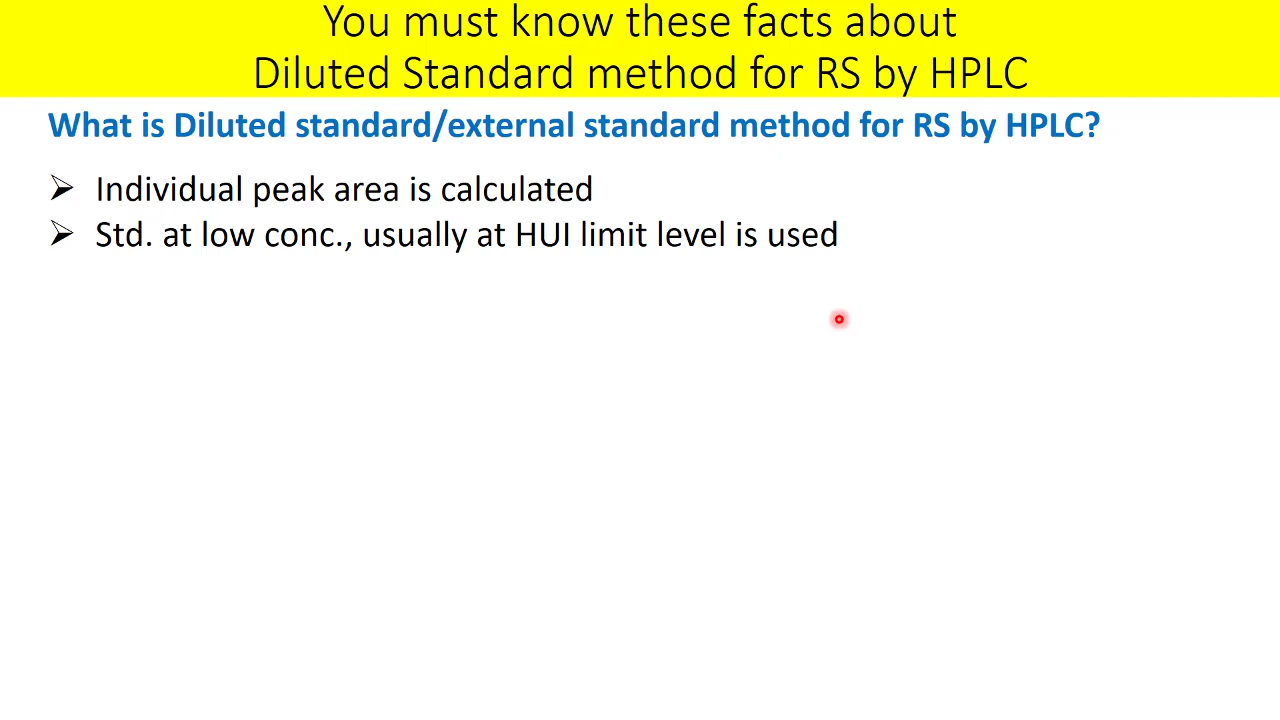 You must know these facts about
Diluted Standard method for RS by HPLC
What is Diluted standard/external standard method for RS by HPLC?
➢ Individual peak area is calculated
➢ Std. at low conc., usually at HUI limit level is used